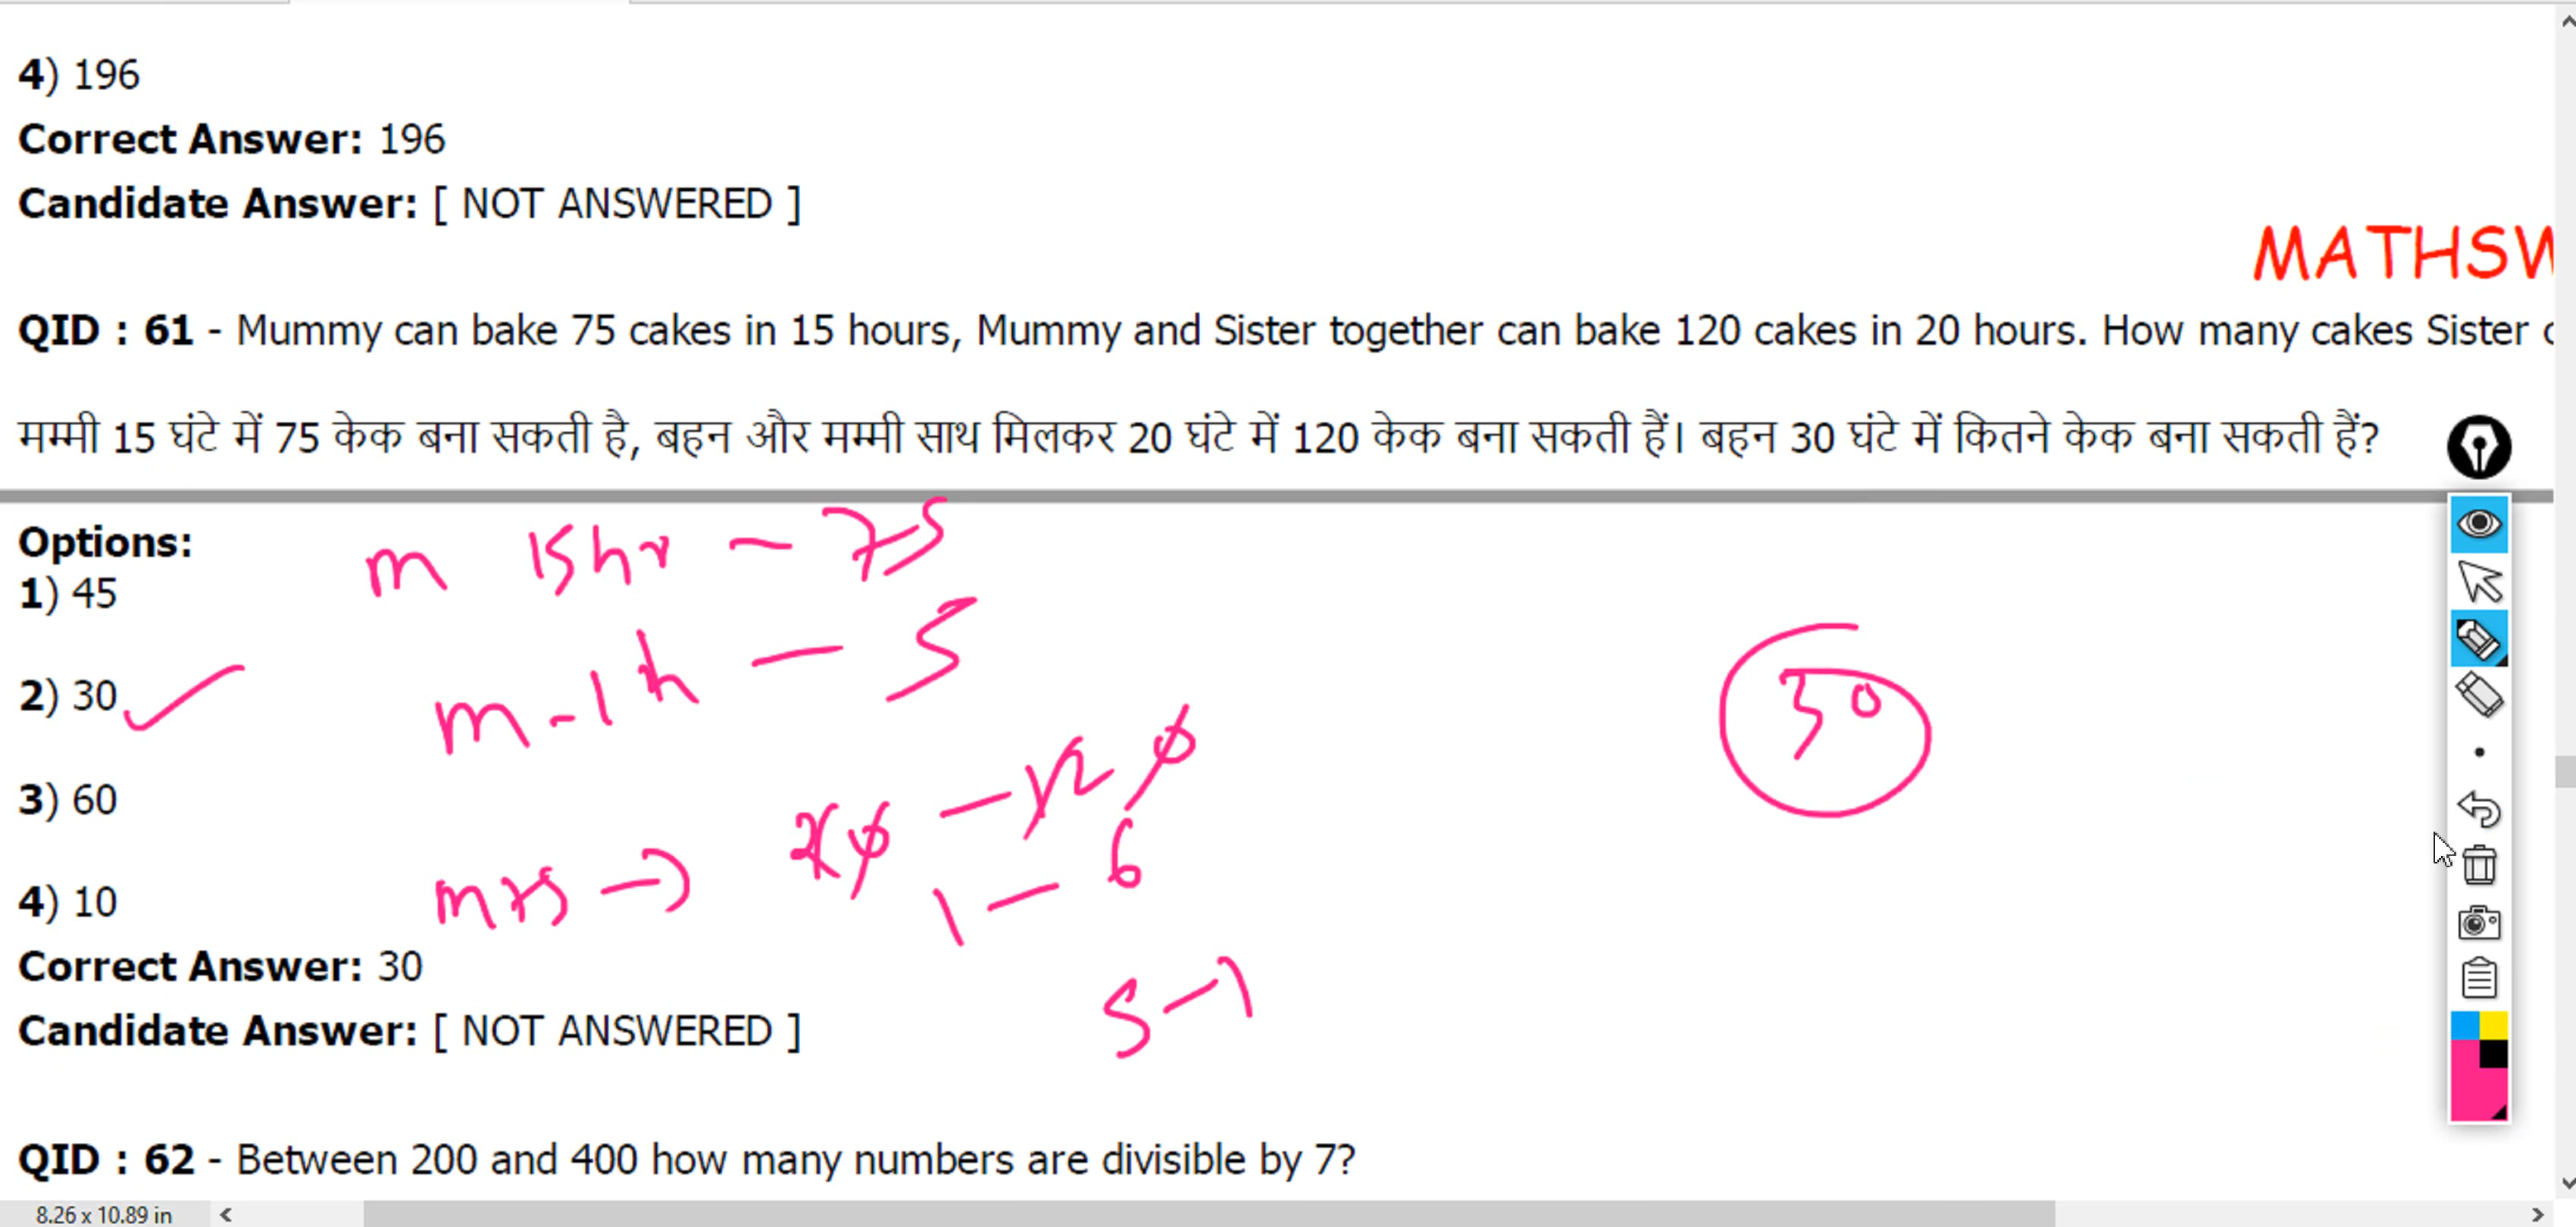 4) 196
Correct Answer: 196
Candidate Answer: [ NOT ANSWERED ]
MATHSW
QID : 61 - Mummy can bake 75 cakes in 15 hours, Mummy and Sister together can bake 120 cakes in 20 hours. How many cakes Sister c
मम्मी 15 घंटे में 75 केक बना सकती है, बहन और मम्मी साथ मिलकर 20 घंटे में 120 केक बना सकती हैं। बहन 30 घंटे में कितने केक बना सकती हैं?
Options:
m 15hr - 75
1) 45
m - 1h - 5
2) 30
30
3) 60
m+s → 20 - 120
6
1 - 6
4) 10
Correct Answer: 30
S-1
Candidate Answer: [ NOT ANSWERED ]
QID : 62 - Between 200 and 400 how many numbers are divisible by 7?
8.26 x 10.89 in